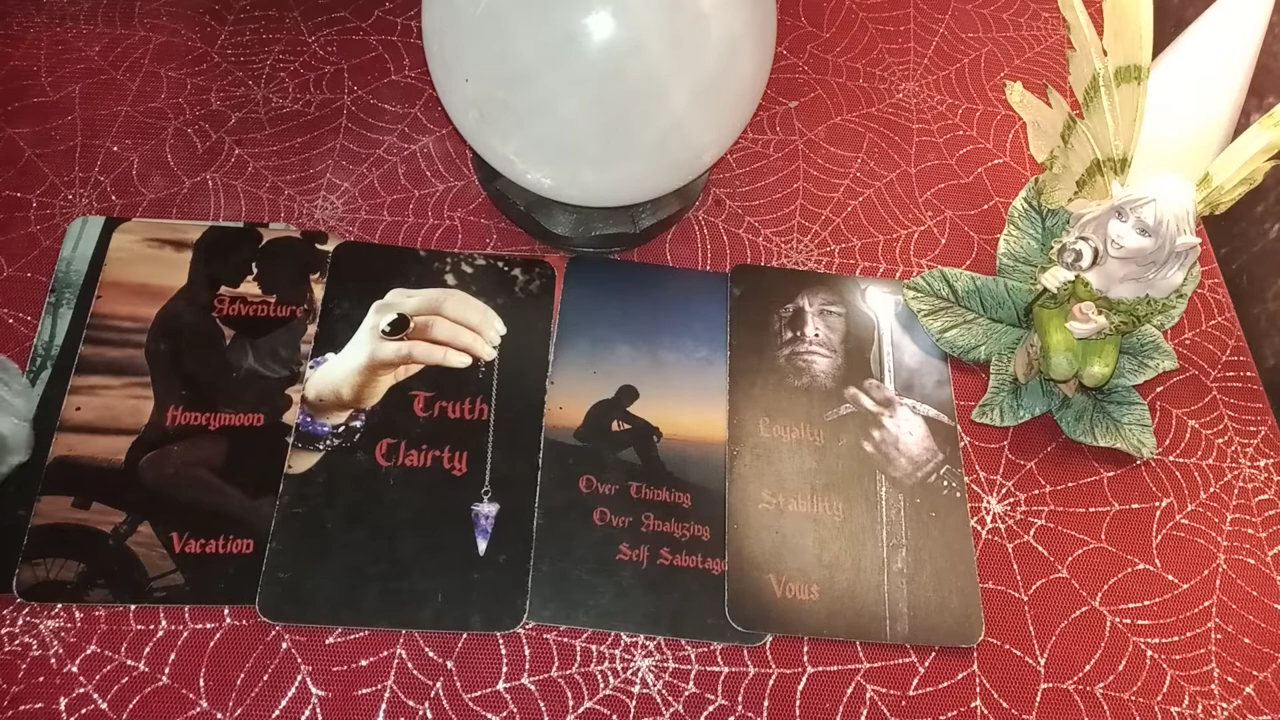 Adventure
Honeymoon
Vacation
Truth
Clairty
Over Thinking
Over Analyzing
Self Sabotage
Loyalty
Stability
Vows